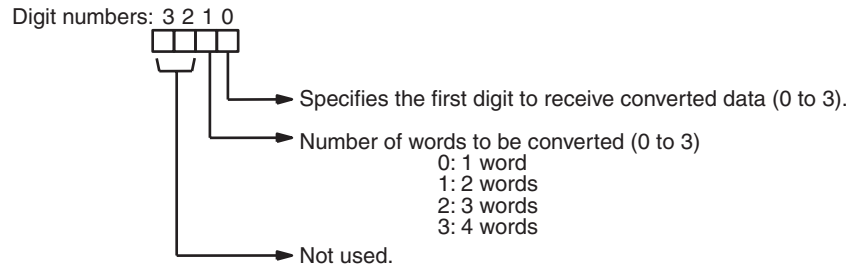 Digit numbers: 3 2 1 0
Specifies the first digit to receive converted data (0 to 3).
Number of words to be converted (0 to 3)
0: 1 word
1: 2 words
2: 3 words
3: 4 words
Not used.